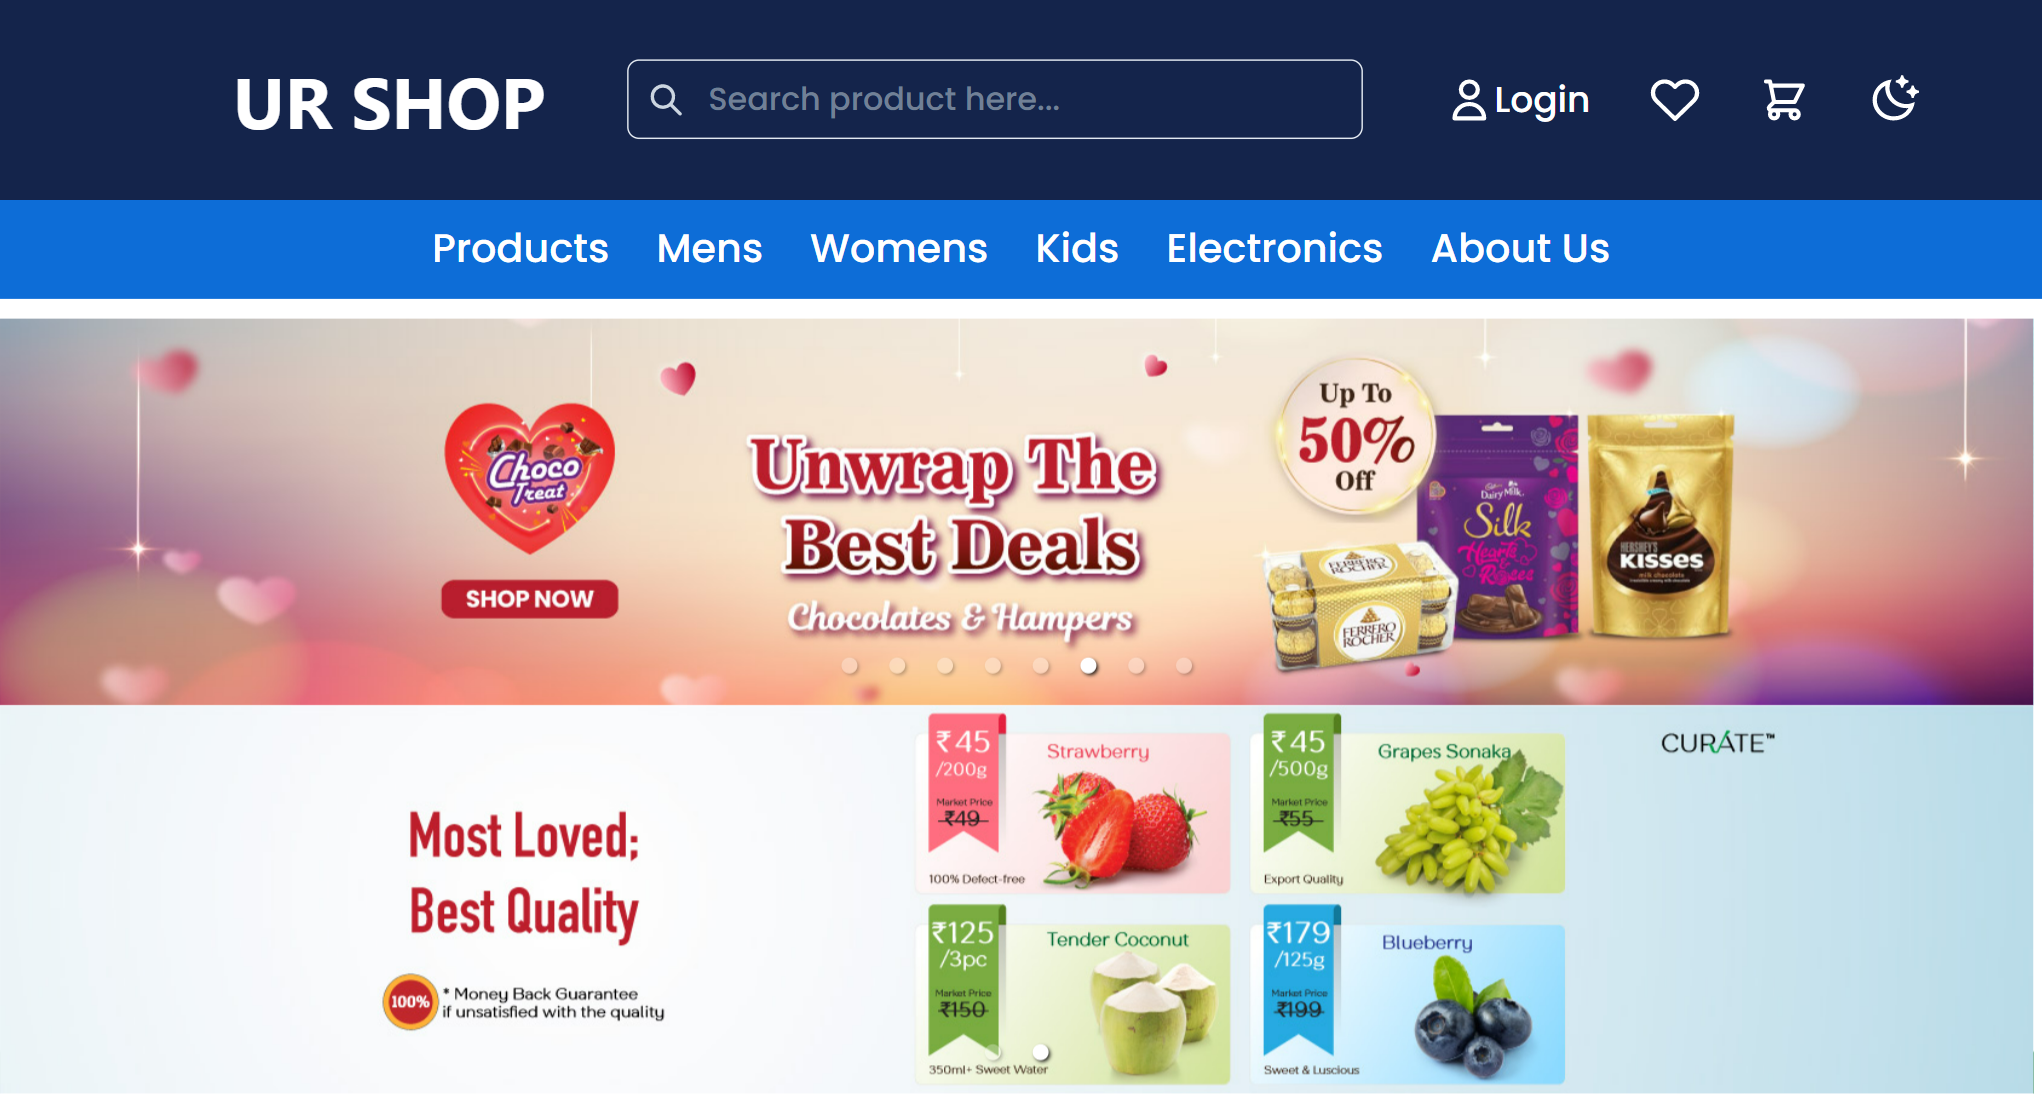 UR SHOP
Search product here...
Login
Products Mens Womens Kids Electronics About Us
Choco
Treat
SHOP NOW
Unwrap The
Best Deals
Chocolates & Hampers
Up To
50%
Off
Dairy Milk
Silk
Hearts
& Roses
HERSHEY'S
KISSES
milk chocolate
FERRERO
ROCHER
FERRERO
ROCHER
Most Loved;
Best Quality
100%
* Money Back Guarantee
if unsatisfied with the quality
₹45
/200g
Market Price
₹49
Strawberry
100% Defect-free
₹45
/500g
Market Price
₹55
Grapes Sonaka
Export Quality
CURÁTE™
₹125
/3pc
Market Price
₹150
Tender Coconut
350ml+ Sweet Water
₹179
/125g
Market Price
₹199
Blueberry
Sweet & Luscious